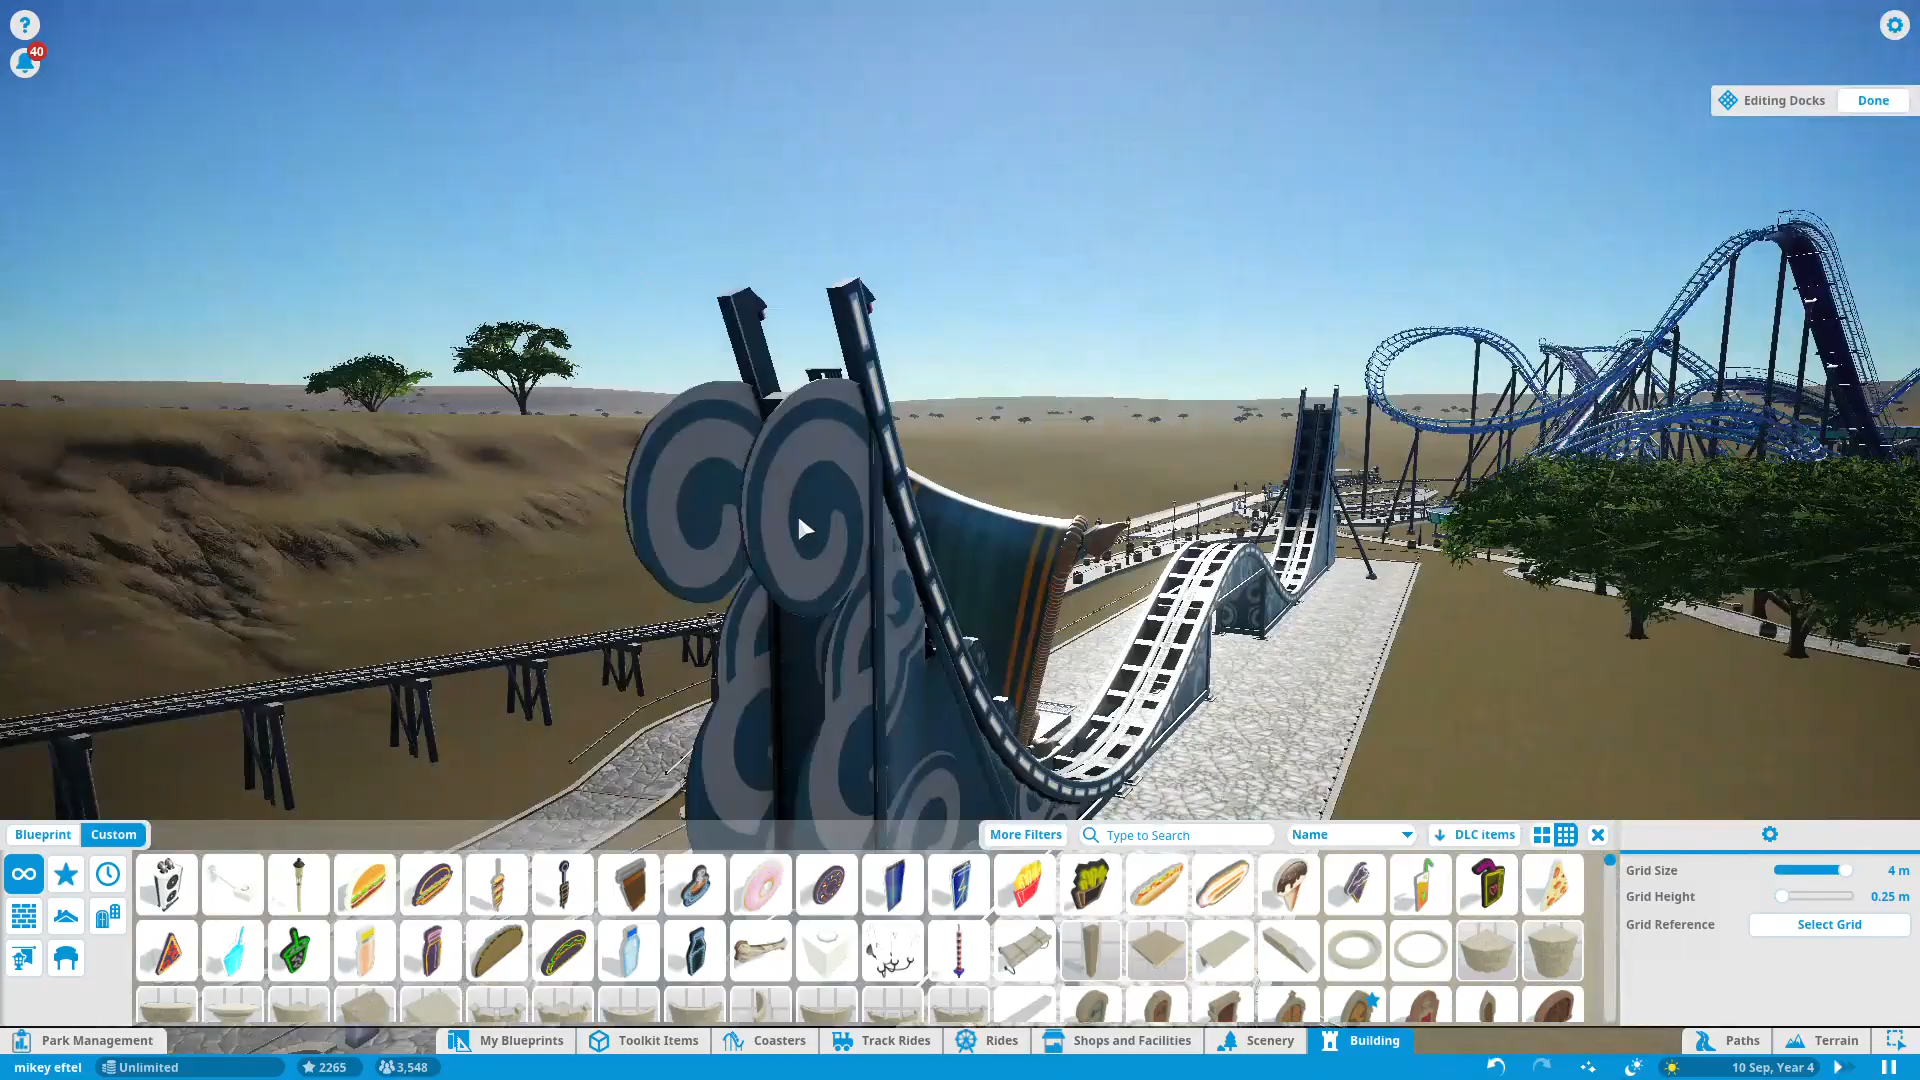 ?
40
Editing Docks Done
Blueprint Custom
More Filters Type to Search Name DLC items
Grid Size 4 m
Grid Height 0.25 m
Grid Reference Select Grid
Park Management My Blueprints Toolkit Items Coasters Track Rides Rides Shops and Facilities Scenery Building Paths Terrain
mikey eftel Unlimited 2265 3,548 10 Sep, Year 4